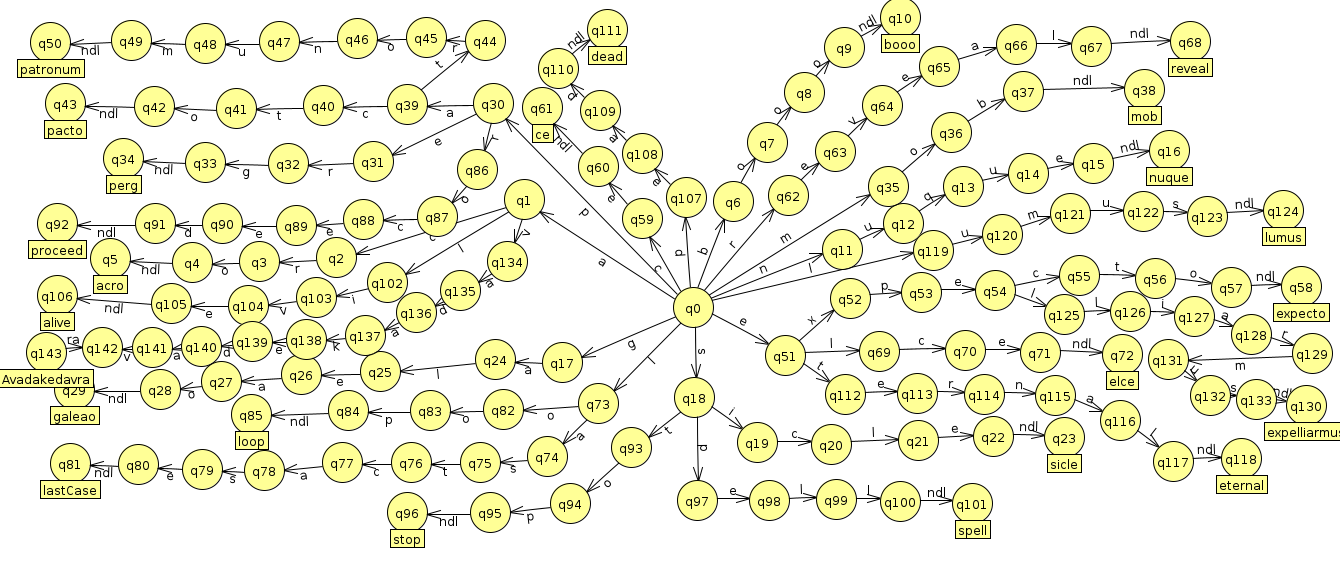 q50 ndl q49 m q48 u q47 n q46 o q45 r q44
patronum
t
q43 ndl q42 o q41 t q40 c q39 a q30
pacto
q34 ndl q33 g q32 r q31 e
perg
r q86 o
q92 ndl q91 d q90 e q89 e q88 c q87
proceed
q111 ndl q110 d q109 a q108 e q107 d
dead
q61 ndl q60 e q59 c
ce
q10 ndl q9 o q8 o q7 o q6 b
booo
q68 ndl q67 l q66 a q65 e q64 v q63 e q62 r
reveal
q38 ndl q37 b q36 o q35 m
mob
q16 ndl q15 e q14 u q13 q q12 u q11 n
nuque
q124 ndl q123 s q122 u q121 m q120 u q119 l
lumus
p
a
q1
q5 ndl q4 o q3 r q2 c
acro
q106 ndl q105 e q104 v q103 i q102 l
alive
q143 ra q142 v q141 a q140 d q139 e q138 k q137 a q136 d q135 a q134 v
Avadakedavra
q0
q29 ndl q28 o q27 a q26 e q25 l q24 a q17 g
galeao
e q51 x q52 p q53 e q54 c q55 t q56 o q57 ndl q58
expecto
l q125 l q126 i q127 a q128 r q129 m q131 u q132 s q133 ndl q130
expelliarmus
l q69 c q70 e q71 ndl q72
elce
r q112 e q113 r q114 n q115 a q116 l q117 ndl q118
eternal
q85 ndl q84 p q83 o q82 o q73 l
loop
q81 ndl q80 e q79 s q78 a q77 c q76 t q75 s q74 a
lastCase
s q18
q96 ndl q95 p q94 o q93 t
stop
i q19 c q20 l q21 e q22 ndl q23
sicle
p q97 e q98 l q99 l q100 ndl q101
spell